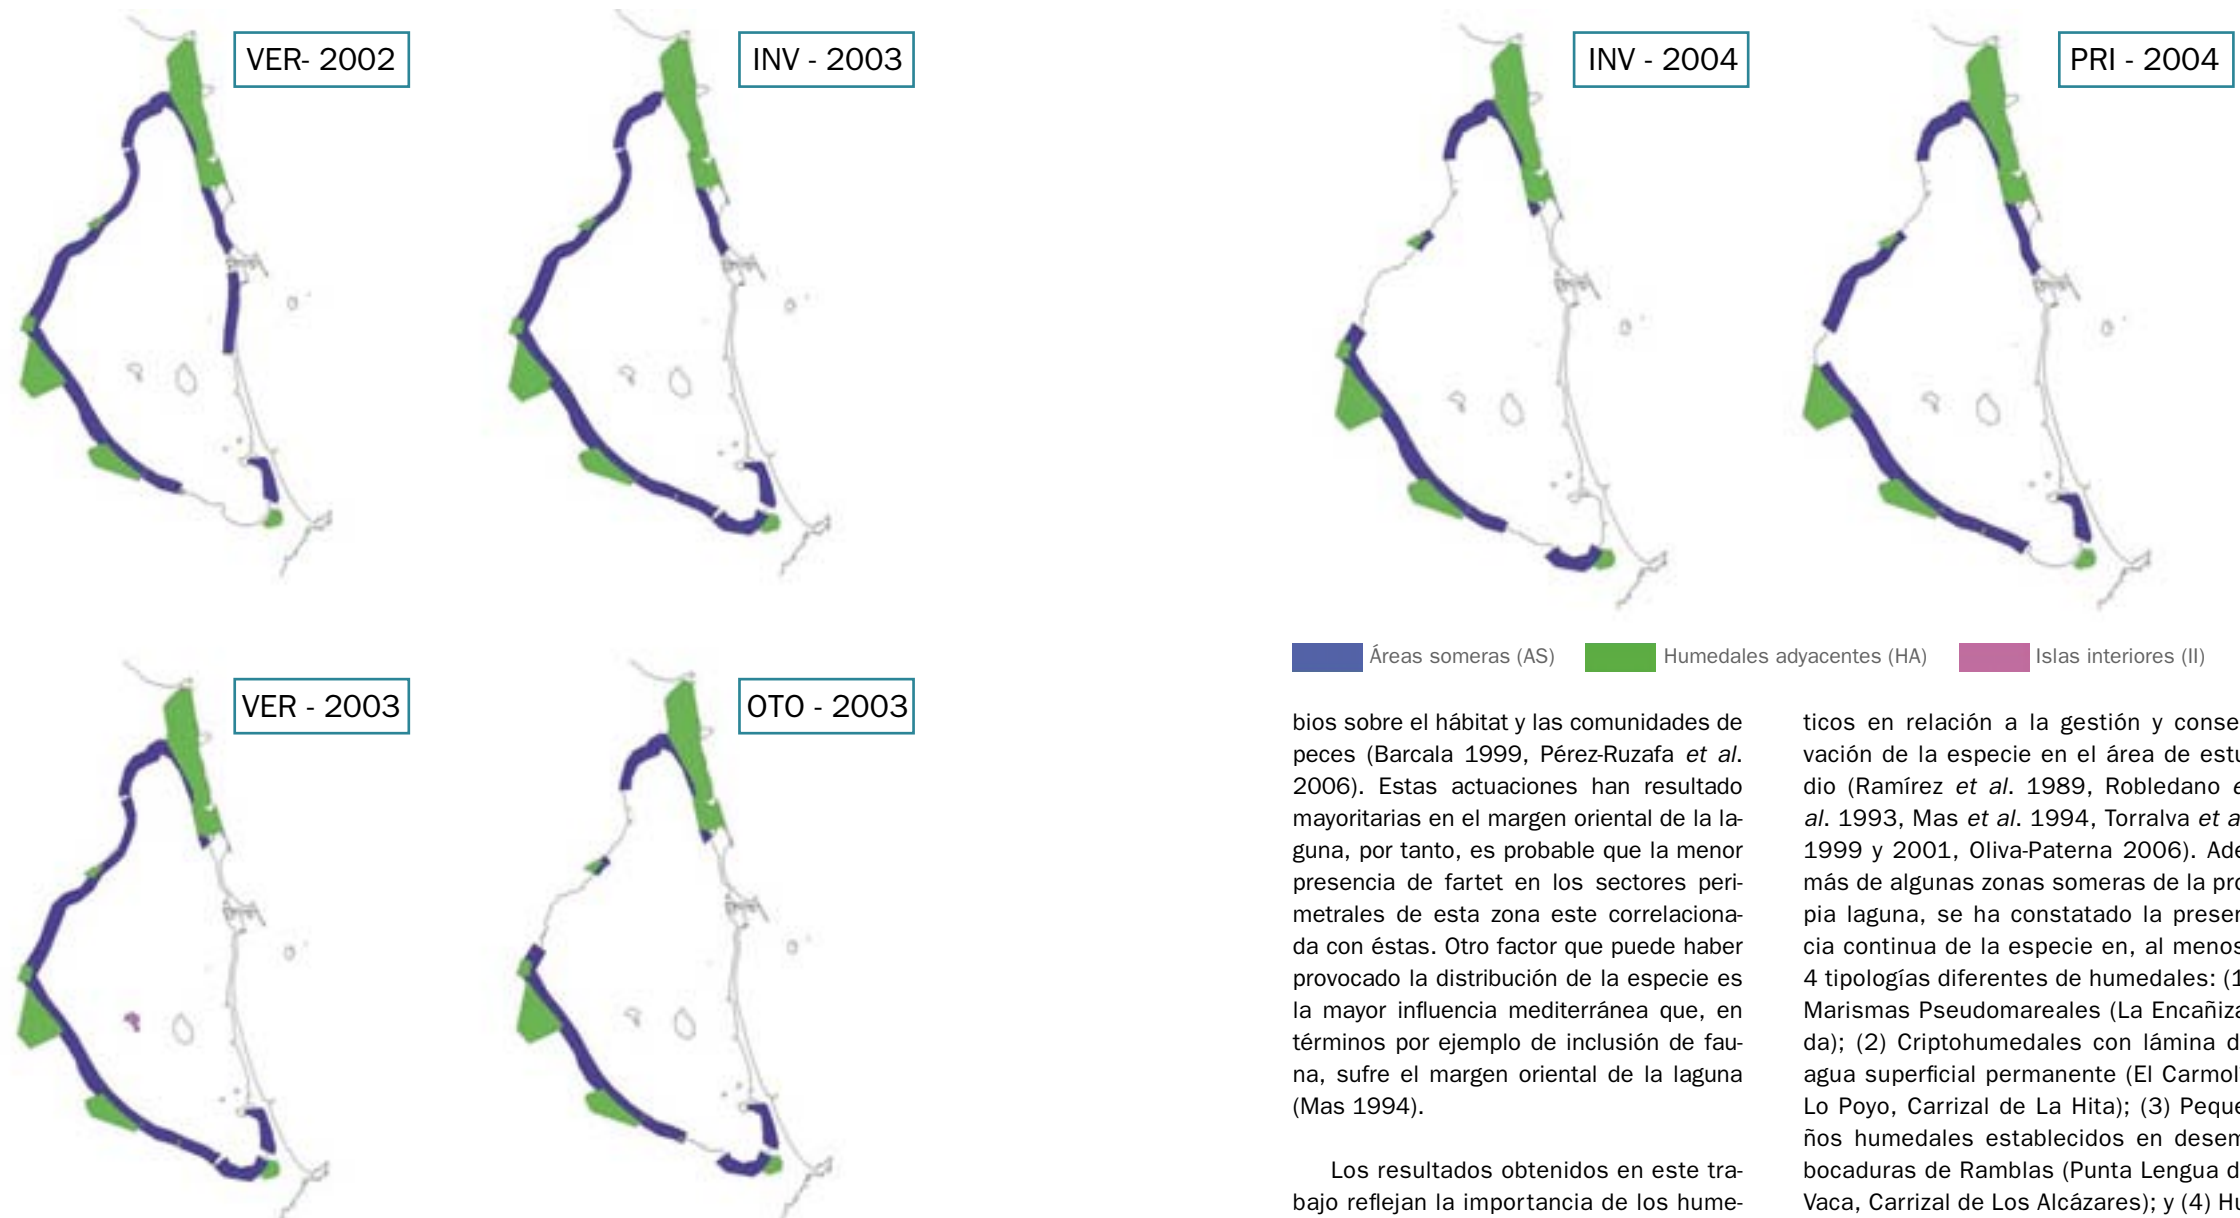 VER- 2002
INV - 2003
INV - 2004
PRI - 2004
VER - 2003
OTO - 2003
Áreas someras (AS)
Humedales adyacentes (HA)
Islas interiores (II)
bios sobre el hábitat y las comunidades de
peces (Barcala 1999, Pérez-Ruzafa et al.
2006). Estas actuaciones han resultado
mayoritarias en el margen oriental de la la-
guna, por tanto, es probable que la menor
presencia de fartet en los sectores peri-
metrales de esta zona este correlaciona-
da con éstas. Otro factor que puede haber
provocado la distribución de la especie es
la mayor influencia mediterránea que, en
términos por ejemplo de inclusión de fau-
na, sufre el margen oriental de la laguna
(Mas 1994).
Los resultados obtenidos en este tra-
bajo reflejan la importancia de los hume-
ticos en relación a la gestión y conse
vación de la especie en el área de estu
dio (Ramírez et al. 1989, Robledano e
al. 1993, Mas et al. 1994, Torralva et a
1999 y 2001, Oliva-Paterna 2006). Ade
más de algunas zonas someras de la pro
pia laguna, se ha constatado la presen
cia continua de la especie en, al menos
4 tipologías diferentes de humedales: (1
Marismas Pseudomareales (La Encañiza
da); (2) Criptohumedales con lámina d
agua superficial permanente (El Carmol
Lo Poyo, Carrizal de La Hita); (3) Peque
ños humedales establecidos en desem
bocaduras de Ramblas (Punta Lengua d
Vaca, Carrizal de Los Alcázares); y (4) Hu